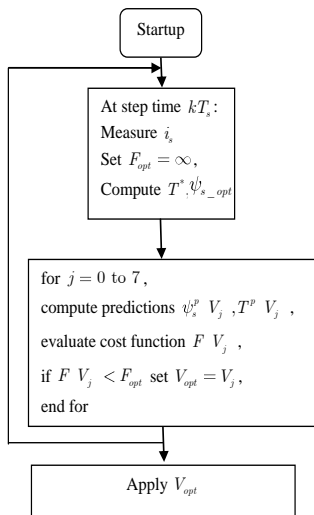 Startup
At step time kT_s:
Measure i_s
Set F_opt = ∞,
Compute T^*, ψ_s_opt
for j = 0 to 7,
compute predictions ψ_s^p V_j , T^p V_j ,
evaluate cost function F V_j ,
if F V_j < F_opt set V_opt = V_j,
end for
Apply V_opt